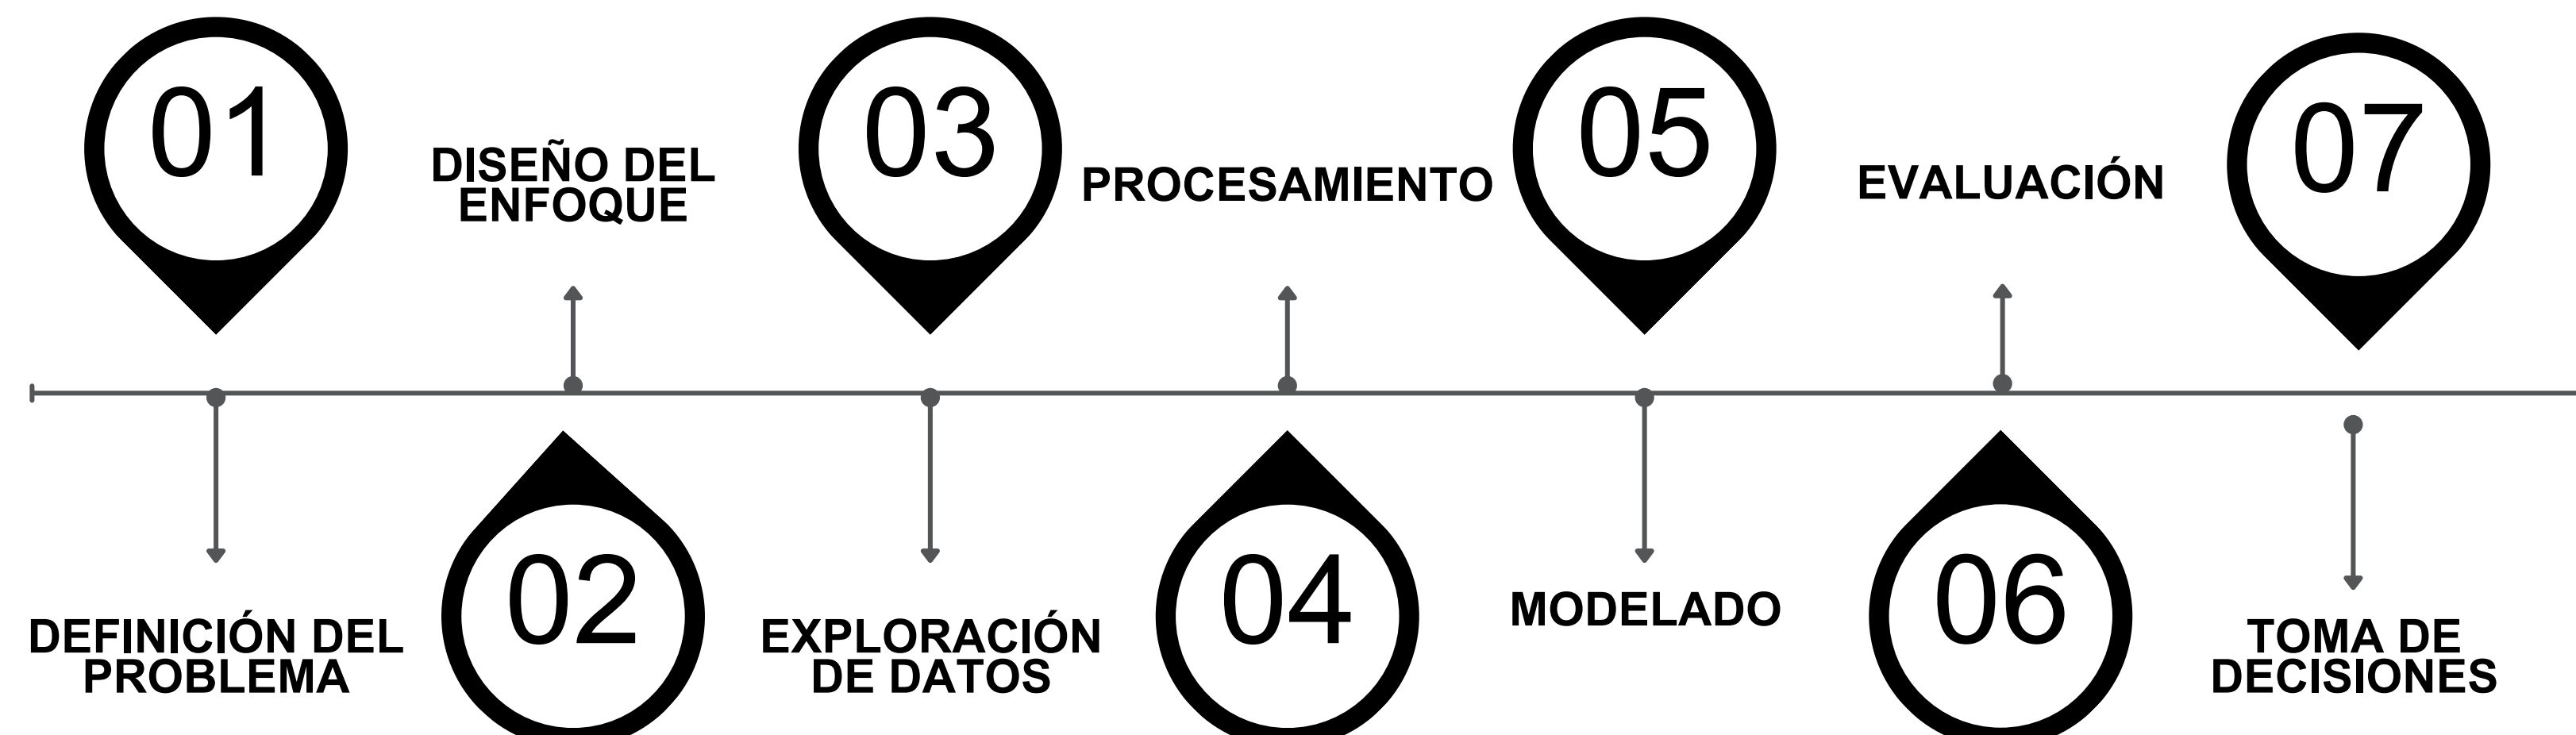 01
DEFINICIÓN DEL
PROBLEMA
DISEÑO DEL
ENFOQUE
02
03
EXPLORACIÓN
DE DATOS
PROCESAMIENTO
04
05
MODELADO
EVALUACIÓN
06
07
TOMA DE
DECISIONES